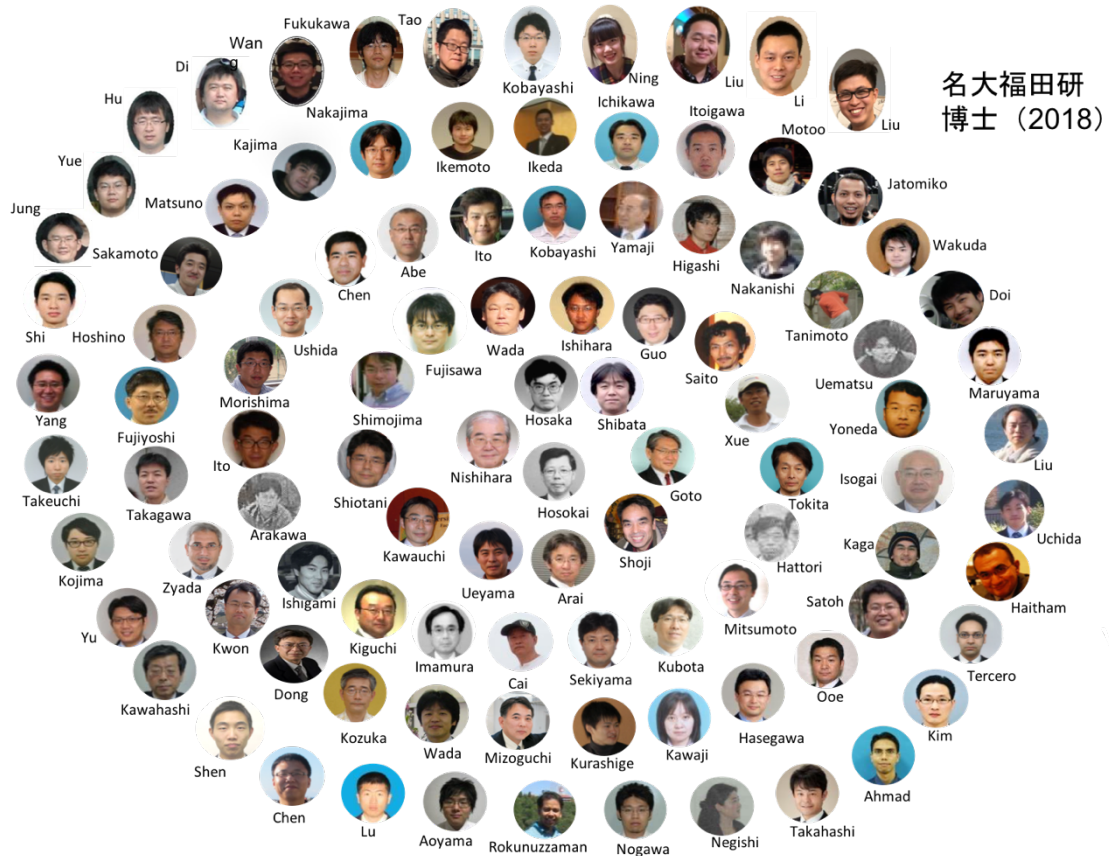 Fukukawa
Tao
Wan
g
Di
Nakajima
Kobayashi
Ning
Ichikawa
Liu
Li
Liu
名大福田研
博士（2018）
Hu
Kajima
Ikemoto
Ikeda
Itoigawa
Motoo
Jatomiko
Yue
Matsuno
Jung
Sakamoto
Chen
Abe
Ito
Kobayashi
Yamaji
Higashi
Nakanishi
Wakuda
Doi
Shi
Hoshino
Ushida
Fujisawa
Wada
Ishihara
Guo
Saito
Tanimoto
Uematsu
Maruyama
Yang
Fujiyoshi
Morishima
Shimojima
Hosaka
Shibata
Xue
Yoneda
Liu
Takeuchi
Takagawa
Ito
Arakawa
Shiotani
Nishihara
Hosokai
Goto
Tokita
Isogai
Uchida
Kojima
Zyada
Ishigami
Kawauchi
Ueyama
Arai
Shoji
Hattori
Kaga
Haitham
Yu
Kwon
Kiguchi
Imamura
Cai
Sekiyama
Kubota
Mitsumoto
Satoh
Tercero
Kawahashi
Dong
Kozuka
Wada
Mizoguchi
Kurashige
Kawaji
Hasegawa
Ooe
Kim
Shen
Chen
Lu
Aoyama
Rokunuzzaman
Nogawa
Negishi
Takahashi
Ahmad